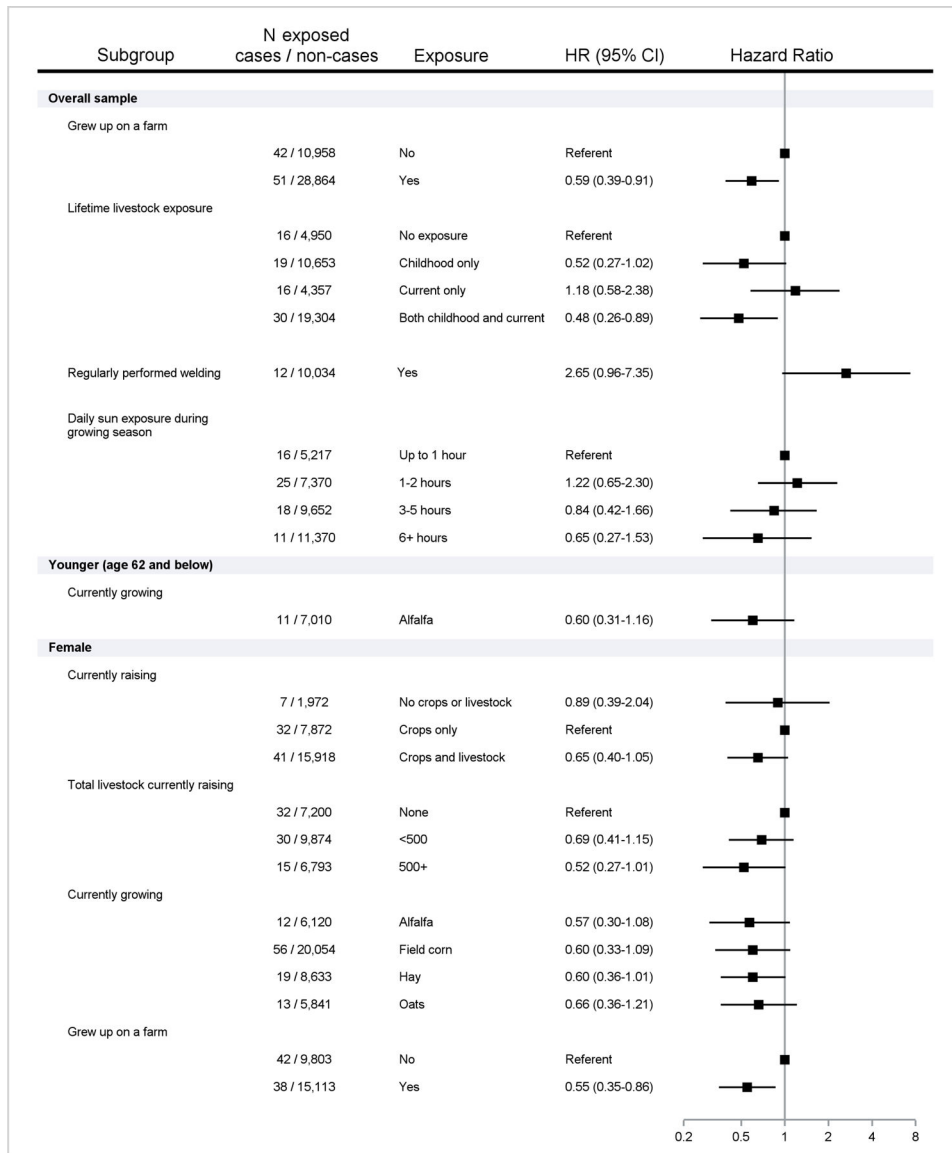 Subgroup N exposed cases / non-cases Exposure HR (95% CI) Hazard Ratio
Overall sample
Grew up on a farm
42 / 10,958 No Referent
51 / 28,864 Yes 0.59 (0.39-0.91)
Lifetime livestock exposure
16 / 4,950 No exposure Referent
19 / 10,653 Childhood only 0.52 (0.27-1.02)
16 / 4,357 Current only 1.18 (0.58-2.38)
30 / 19,304 Both childhood and current 0.48 (0.26-0.89)
Regularly performed welding 12 / 10,034 Yes 2.65 (0.96-7.35)
Daily sun exposure during
growing season
16 / 5,217 Up to 1 hour Referent
25 / 7,370 1-2 hours 1.22 (0.65-2.30)
18 / 9,652 3-5 hours 0.84 (0.42-1.66)
11 / 11,370 6+ hours 0.65 (0.27-1.53)
Younger (age 62 and below)
Currently growing
11 / 7,010 Alfalfa 0.60 (0.31-1.16)
Female
Currently raising
7 / 1,972 No crops or livestock 0.89 (0.39-2.04)
32 / 7,872 Crops only Referent
41 / 15,918 Crops and livestock 0.65 (0.40-1.05)
Total livestock currently raising
32 / 7,200 None Referent
30 / 9,874 <500 0.69 (0.41-1.15)
15 / 6,793 500+ 0.52 (0.27-1.01)
Currently growing
12 / 6,120 Alfalfa 0.57 (0.30-1.08)
56 / 20,054 Field corn 0.60 (0.33-1.09)
19 / 8,633 Hay 0.60 (0.36-1.01)
13 / 5,841 Oats 0.66 (0.36-1.21)
Grew up on a farm
42 / 9,803 No Referent
38 / 15,113 Yes 0.55 (0.35-0.86)
0.2 0.5 1 2 4 8